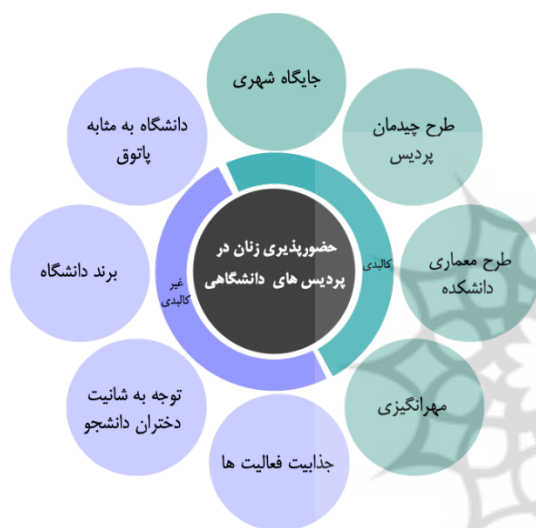 جایگاه شهری
طرح چیدمان
پردیس
طرح معماری
دانشکده
مهرانگیزی
جذابیت فعالیت ها
توجه به شانیت
دختران دانشجو
برند دانشگاه
دانشگاه به مثابه
پاتوق
حضورپذیری زنان در
پردیس های دانشگاهی
کالبدی
غیر
کالبدی